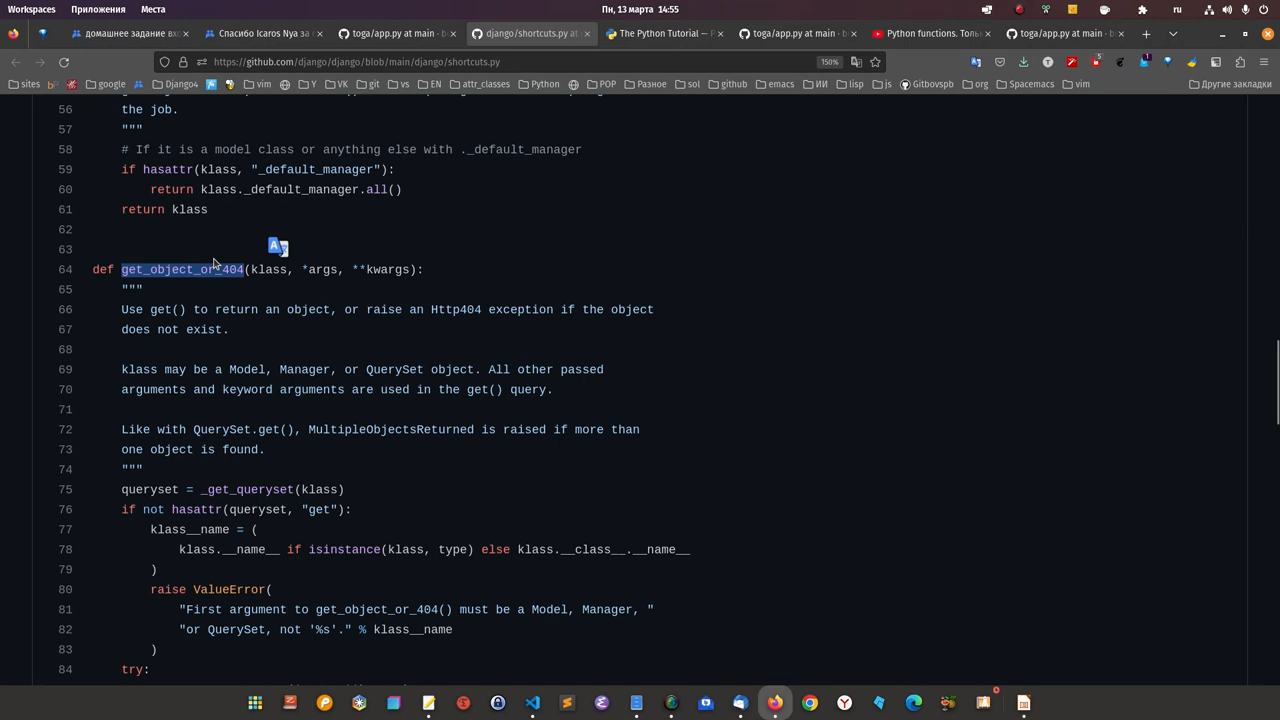 Workspaces Приложения Места Пн, 13 марта 14:55 ru
домашнее задание вхо Спасибо Icaros Nya за toga/app.py at main · b django/shortcuts.py at The Python Tutorial — P toga/app.py at main · b Python functions. Тольк toga/app.py at main · b
https://github.com/django/django/blob/main/django/shortcuts.py 150%
sites google Django4 Y vim git vs EN attr_classes Python POP Разное sol github emacs ИИ lisp js Gitbovspb org Spacemacs vim Другие закладки
56 the job.
57 """
58 # If it is a model class or anything else with ._default_manager
59 if hasattr(klass, "_default_manager"):
60 return klass._default_manager.all()
61 return klass
62
63
64 def get_object_or_404(klass, *args, **kwargs):
65 """
66 Use get() to return an object, or raise an Http404 exception if the object
67 does not exist.
68
69 klass may be a Model, Manager, or QuerySet object. All other passed
70 arguments and keyword arguments are used in the get() query.
71
72 Like with QuerySet.get(), MultipleObjectsReturned is raised if more than
73 one object is found.
74 """
75 queryset = _get_queryset(klass)
76 if not hasattr(queryset, "get"):
77 klass__name = (
78 klass.__name__ if isinstance(klass, type) else klass.__class__.__name__
79 )
80 raise ValueError(
81 "First argument to get_object_or_404() must be a Model, Manager, "
82 "or QuerySet, not '%s'." % klass__name
83 )
84 try: